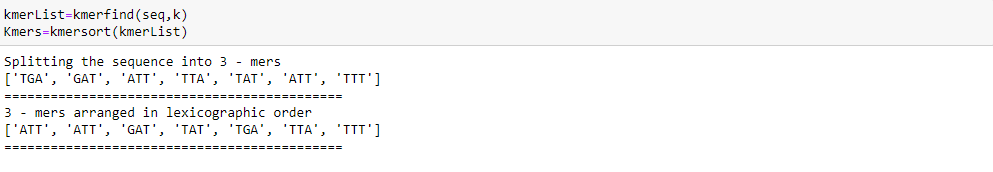 kmerList=kmerfind(seq,k)
Kmers=kmersort(kmerList)
Splitting the sequence into 3 - mers
['TGA', 'GAT', 'ATT', 'TTA', 'TAT', 'ATT', 'TTT']
============================================
3 - mers arranged in lexicographic order
['ATT', 'ATT', 'GAT', 'TAT', 'TGA', 'TTA', 'TTT']
============================================